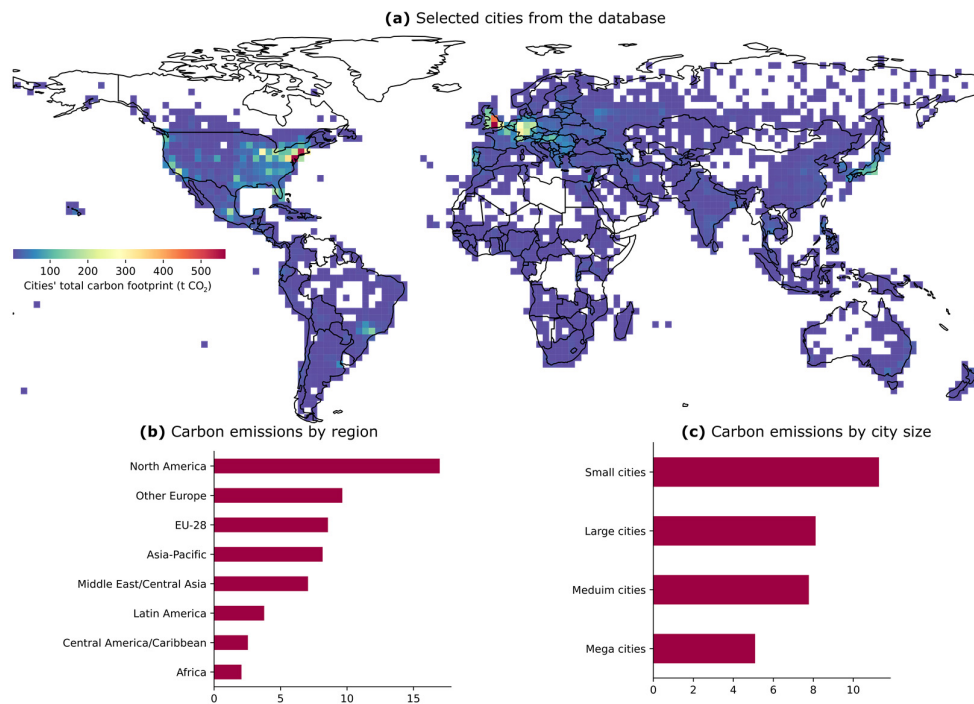 (a) Selected cities from the database
100 200 300 400 500
Cities' total carbon footprint (t CO₂)
(b) Carbon emissions by region
North America
Other Europe
EU-28
Asia-Pacific
Middle East/Central Asia
Latin America
Central America/Caribbean
Africa
0 5 10 15
(c) Carbon emissions by city size
Small cities
Large cities
Meduim cities
Mega cities
0 2 4 6 8 10